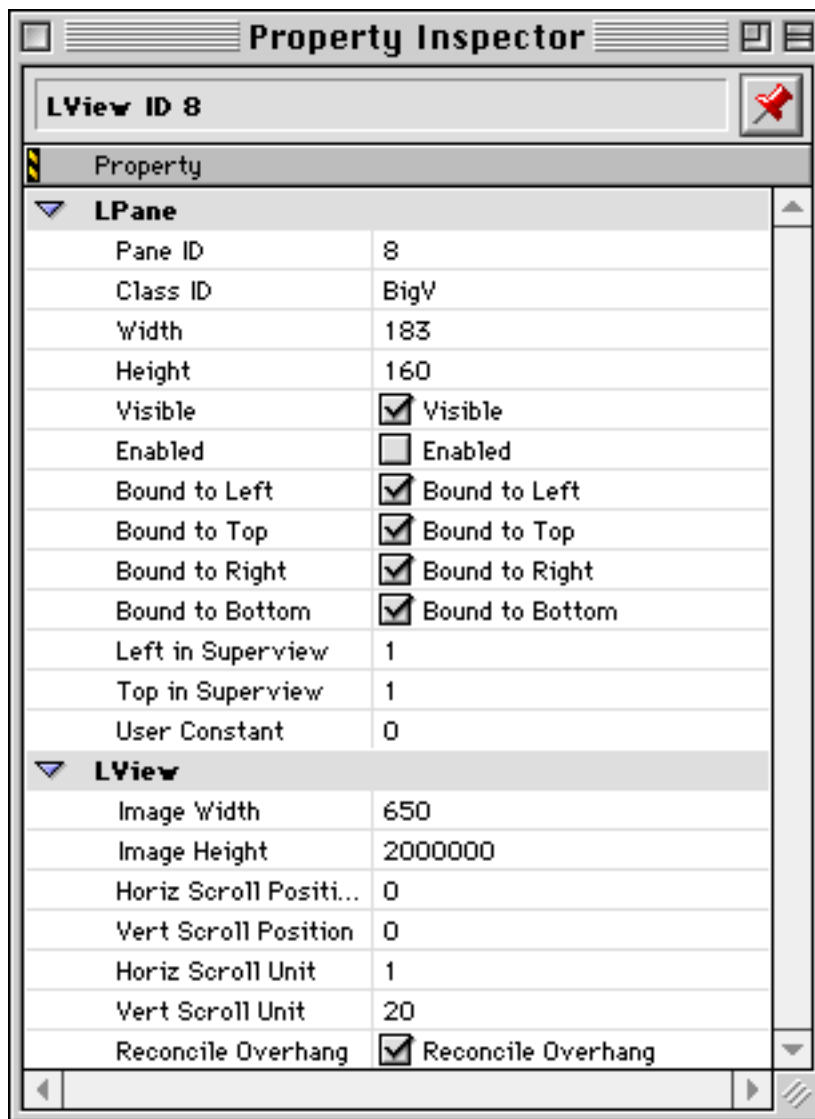 Property Inspector
LView ID 8
Property
LPane
Pane ID 8
Class ID BigV
Width 183
Height 160
Visible Visible
Enabled Enabled
Bound to Left Bound to Left
Bound to Top Bound to Top
Bound to Right Bound to Right
Bound to Bottom Bound to Bottom
Left in Superview 1
Top in Superview 1
User Constant 0
LView
Image Width 650
Image Height 2000000
Horiz Scroll Positi... 0
Vert Scroll Position 0
Horiz Scroll Unit 1
Vert Scroll Unit 20
Reconcile Overhang Reconcile Overhang